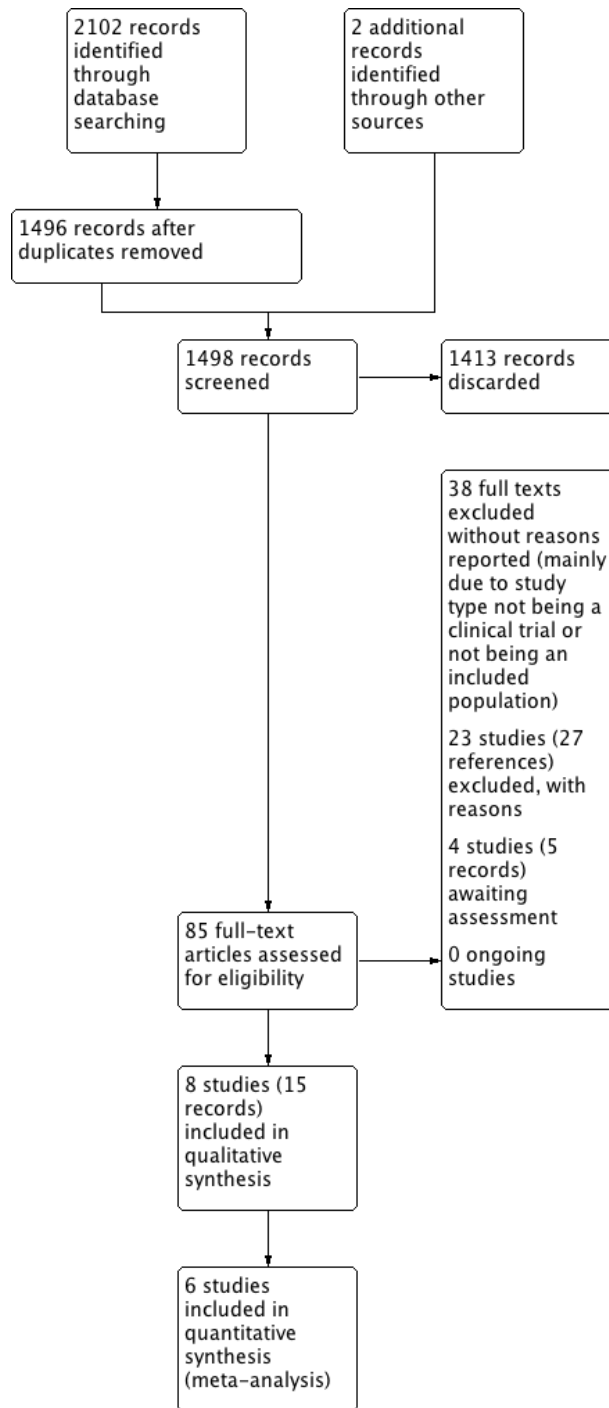 2102 records
identified
through
database
searching
2 additional
records
identified
through other
sources
1496 records after
duplicates removed
1498 records
screened
1413 records
discarded
38 full texts
excluded
without reasons
reported (mainly
due to study
type not being a
clinical trial or
not being an
included
population)
23 studies (27
references)
excluded, with
reasons
4 studies (5
records)
awaiting
assessment
0 ongoing
studies
85 full-text
articles assessed
for eligibility
8 studies (15
records)
included in
qualitative
synthesis
6 studies
included in
quantitative
synthesis
(meta-analysis)